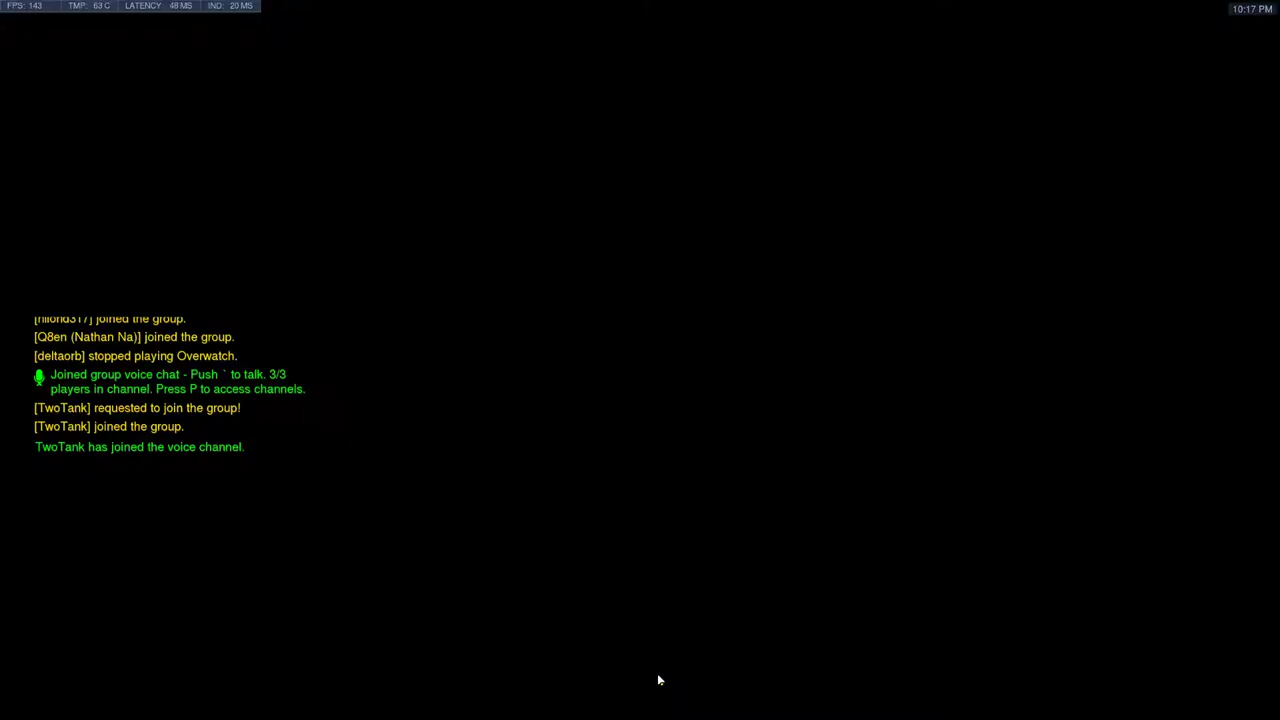 FPS: 143 TMP: 63 C LATENCY 48 MS IND: 20 MS
10:17 PM
joined the group.
[Q8en (Nathan Na)] joined the group.
[deltaorb] stopped playing Overwatch.
Joined group voice chat - Push ` to talk. 3/3
players in channel. Press P to access channels.
[TwoTank] requested to join the group!
[TwoTank] joined the group.
TwoTank has joined the voice channel.